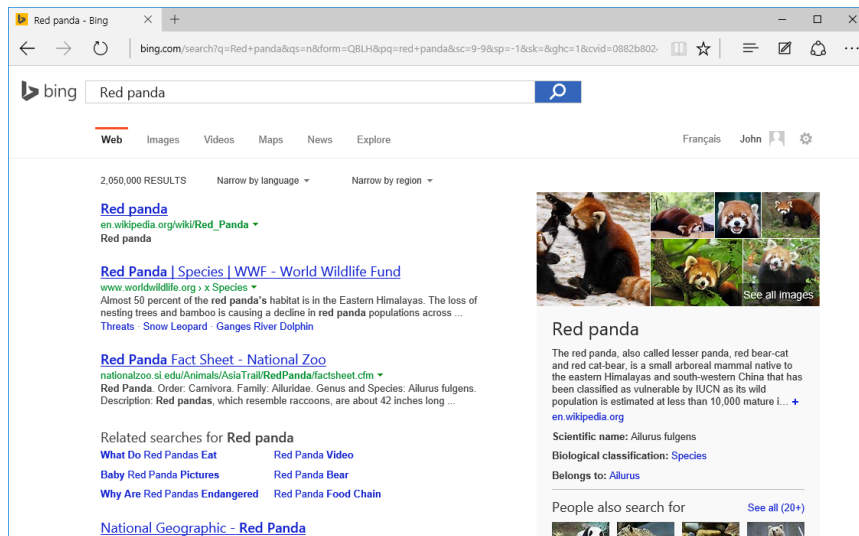 Red panda - Bing
bing.com/search?q=Red+panda&qs=n&form=QBLH&pq=red+panda&sc=9-9&sp=-1&sk=&ghc=1&cvid=0882b802
bing
Red panda
Web Images Videos Maps News Explore
Français John
2,050,000 RESULTS Narrow by language Narrow by region
Red panda
en.wikipedia.org/wiki/Red_Panda
Red panda
Red Panda | Species | WWF - World Wildlife Fund
www.worldwildlife.org › x Species
Almost 50 percent of the red panda's habitat is in the Eastern Himalayas. The loss of
nesting trees and bamboo is causing a decline in red panda populations across ...
Threats · Snow Leopard · Ganges River Dolphin
Red Panda Fact Sheet - National Zoo
nationalzoo.si.edu/Animals/AsiaTrail/RedPanda/factsheet.cfm
Red Panda. Order: Carnivora. Family: Ailuridae. Genus and Species: Ailurus fulgens.
Description: Red pandas, which resemble raccoons, are about 42 inches long ...
Related searches for Red panda
What Do Red Pandas Eat Red Panda Video
Baby Red Panda Pictures Red Panda Bear
Why Are Red Pandas Endangered Red Panda Food Chain
National Geographic - Red Panda
See all images
Red panda
The red panda, also called lesser panda, red bear-cat
and red cat-bear, is a small arboreal mammal native to
the eastern Himalayas and south-western China that has
been classified as vulnerable by IUCN as its wild
population is estimated at less than 10,000 mature i... +
en.wikipedia.org
Scientific name: Ailurus fulgens
Biological classification: Species
Belongs to: Ailurus
People also search for See all (20+)